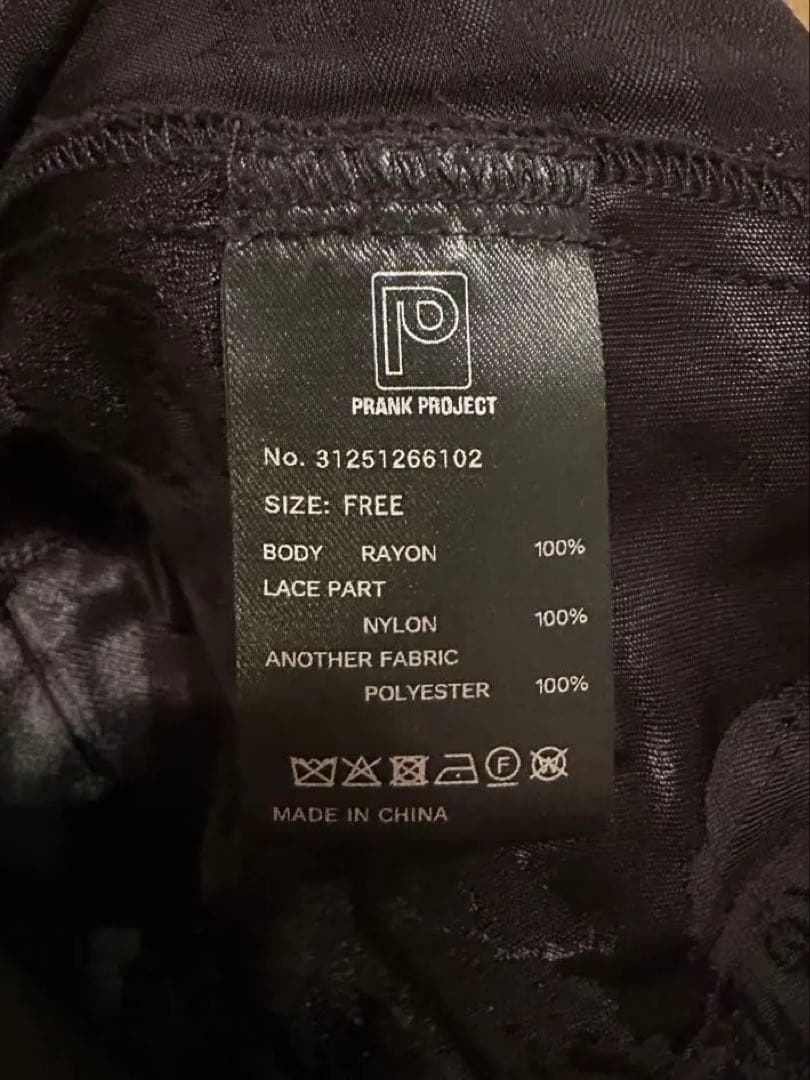 PRANK PROJECT
No. 31251266102
SIZE: FREE
BODY RAYON 100%
LACE PART
NYLON 100%
ANOTHER FABRIC
POLYESTER 100%
F W
MADE IN CHINA